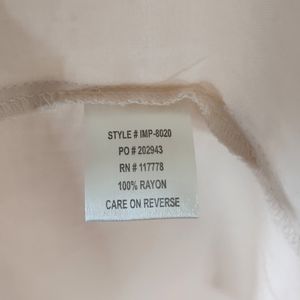 STYLE # IMP-8020
PO # 202943
RN # 117778
100% RAYON
CARE ON REVERSE